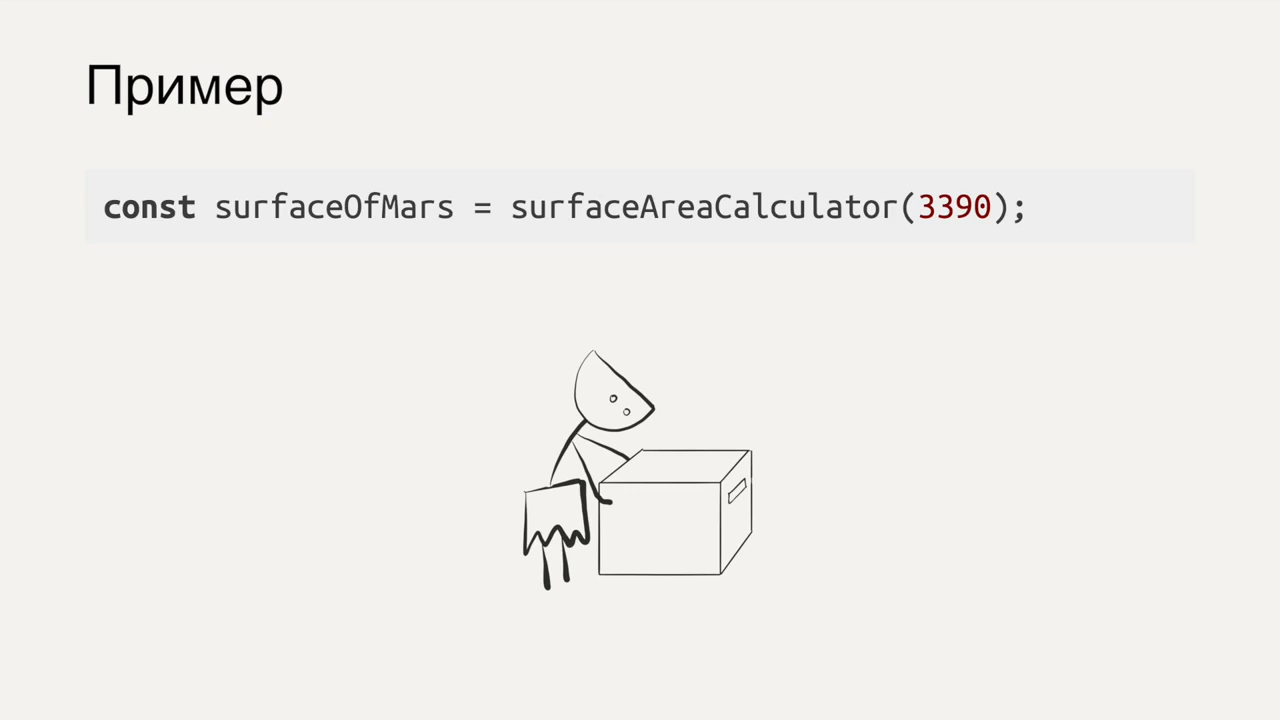 Пример
const surfaceOfMars = surfaceAreaCalculator(3390);